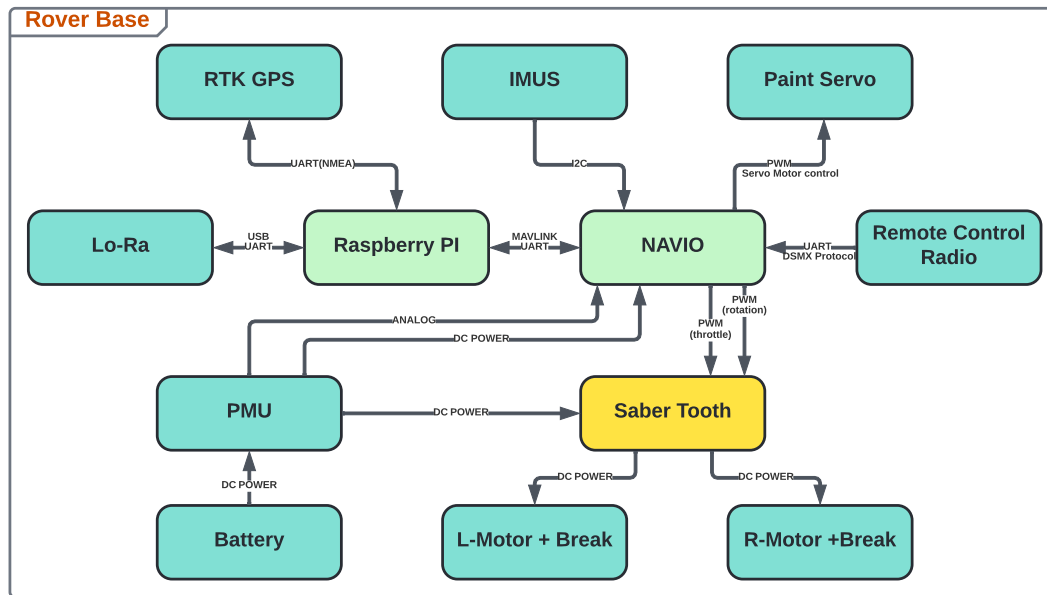 Rover Base
RTK GPS
IMUS
Paint Servo
UART(NMEA)
I2C
PWM
Servo Motor control
Lo-Ra
USB
UART
Raspberry PI
MAVLINK
UART
NAVIO
UART
DSMX Protocol
Remote Control
Radio
PWM
(rotation)
ANALOG
PWM
(throttle)
DC POWER
PMU
DC POWER
Saber Tooth
DC POWER
DC POWER
DC POWER
Battery
L-Motor + Break
R-Motor +Break